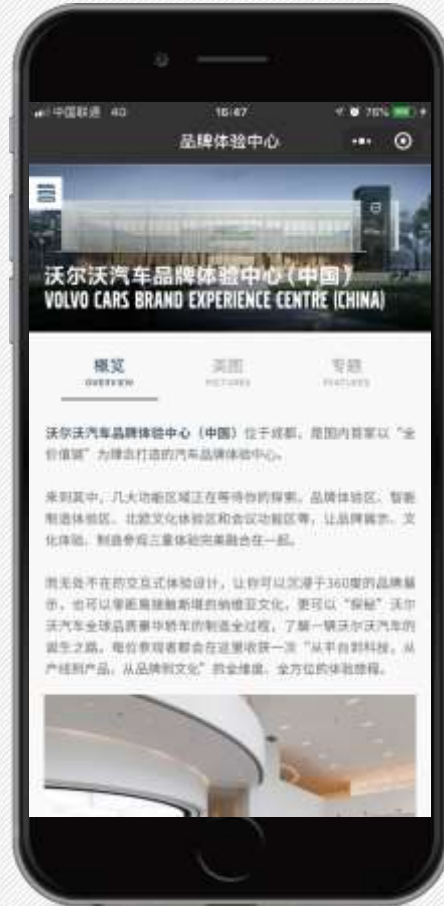 中国联通 4G 16:47 76%
品牌体验中心
沃尔沃汽车品牌体验中心（中国）
VOLVO CARS BRAND EXPERIENCE CENTRE (CHINA)
概览 美图 专题
OVERVIEW PICTURES FEATURES
沃尔沃汽车品牌体验中心（中国）位于成都，是国内首家以“全
价值链”为理念打造的汽车品牌体验中心。
来到其中，几大功能区域正在等待你的探索。品牌体验区、智能
制造体验区、北欧文化体验区和会议功能区等，让品牌展示、文
化体验、制造参观三重体验完美融合在一起。
而无处不在的交互式体验设计，让你可以沉浸于360度的品牌展
示，也可以零距离接触斯堪的纳维亚文化，更可以“探秘”沃尔
沃汽车全球品质豪华轿车的制造全过程，了解一辆沃尔沃汽车的
诞生之路。每位参观者都会在这里收获一次“从平台到科技，从
产线到产品，从品牌到文化”的全维度、全方位的体验旅程。